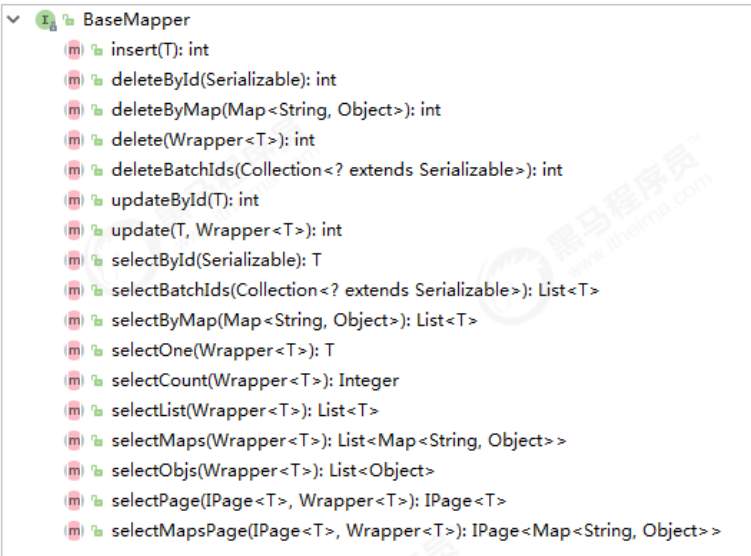 BaseMapper
insert(T): int
deleteById(Serializable): int
deleteByMap(Map<String, Object>): int
delete(Wrapper<T>): int
deleteBatchIds(Collection<? extends Serializable>): int
updateById(T): int
update(T, Wrapper<T>): int
selectById(Serializable): T
selectBatchIds(Collection<? extends Serializable>): List<T>
selectByMap(Map<String, Object>): List<T>
selectOne(Wrapper<T>): T
selectCount(Wrapper<T>): Integer
selectList(Wrapper<T>): List<T>
selectMaps(Wrapper<T>): List<Map<String, Object>>
selectObjs(Wrapper<T>): List<Object>
selectPage(IPage<T>, Wrapper<T>): IPage<T>
selectMapsPage(IPage<T>, Wrapper<T>): IPage<Map<String, Object>>
黑马程序员
www.itheima.com